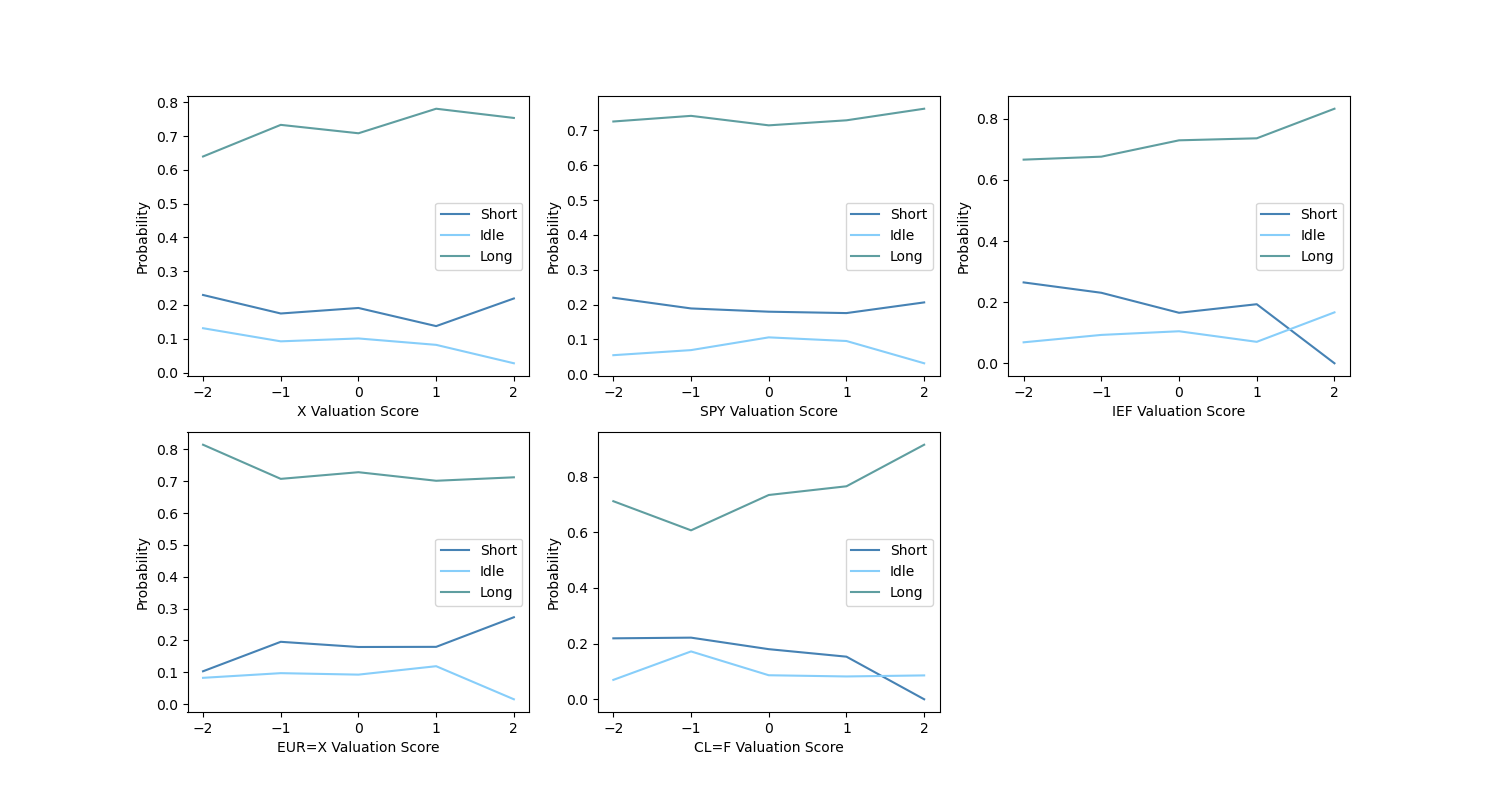 0.8
0.7
0.6
0.5
0.4
0.3
0.2
0.1
0.0
Probability
−2 −1 0 1 2
X Valuation Score
Short
Idle
Long
0.7
0.6
0.5
0.4
0.3
0.2
0.1
0.0
Probability
−2 −1 0 1 2
SPY Valuation Score
Short
Idle
Long
0.8
0.6
0.4
0.2
0.0
Probability
−2 −1 0 1 2
IEF Valuation Score
Short
Idle
Long
0.8
0.7
0.6
0.5
0.4
0.3
0.2
0.1
0.0
Probability
−2 −1 0 1 2
EUR=X Valuation Score
Short
Idle
Long
0.8
0.6
0.4
0.2
0.0
Probability
−2 −1 0 1 2
CL=F Valuation Score
Short
Idle
Long